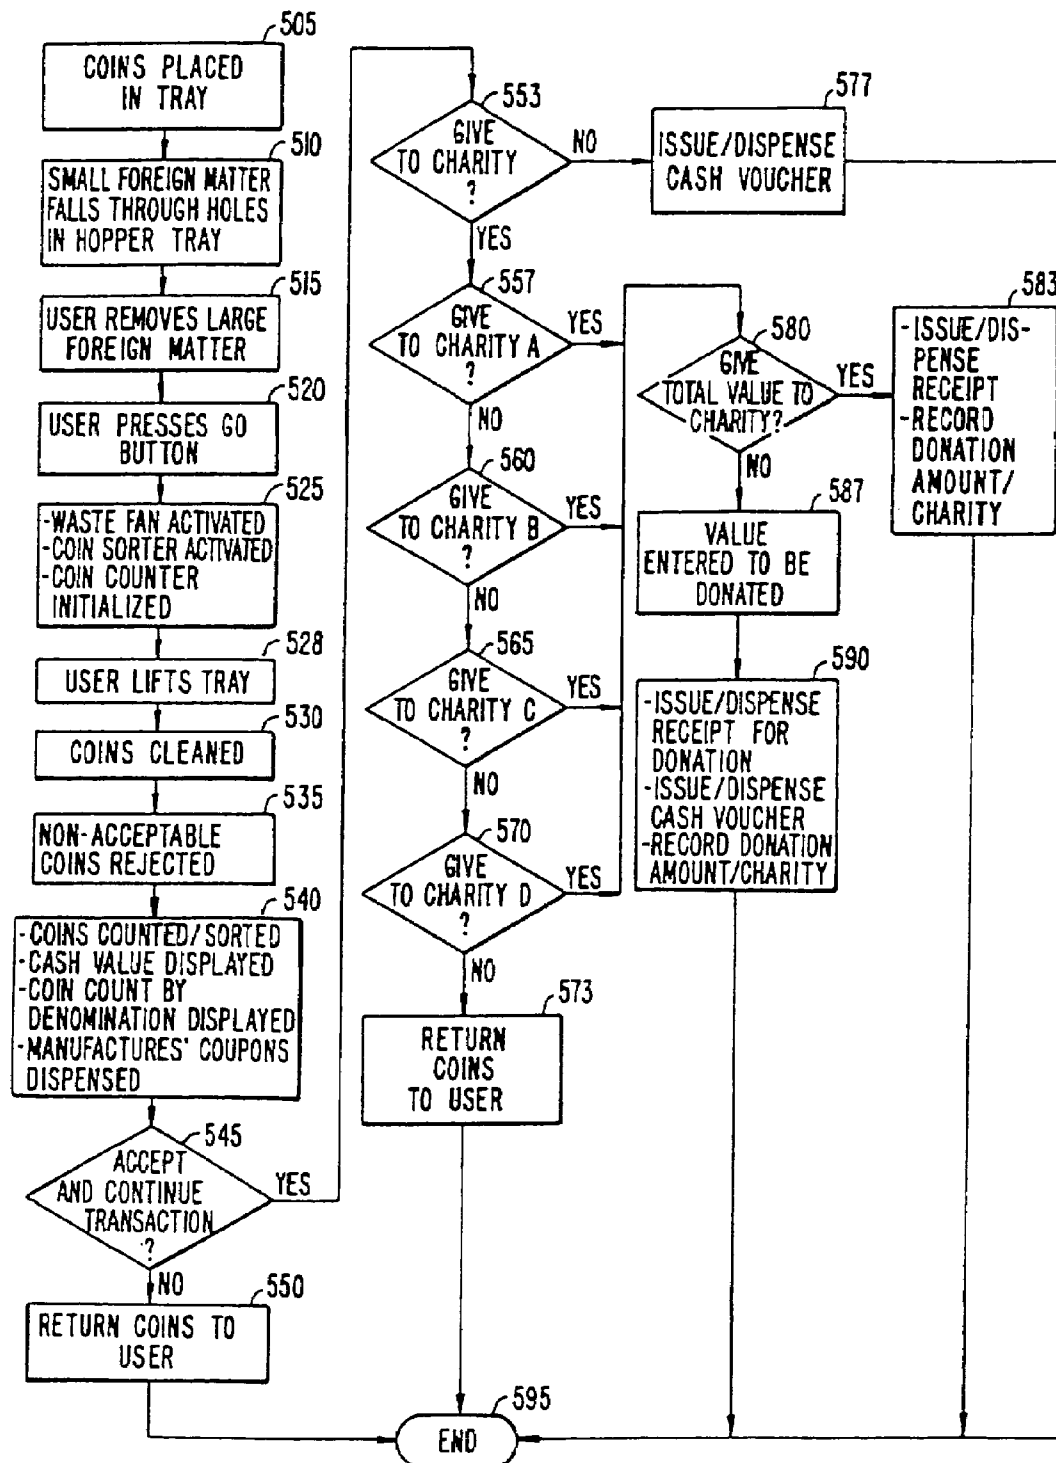 505
COINS PLACED
IN TRAY
510
SMALL FOREIGN MATTER
FALLS THROUGH HOLES
IN HOPPER TRAY
515
USER REMOVES LARGE
FOREIGN MATTER
520
USER PRESSES GO
BUTTON
525
-WASTE FAN ACTIVATED
-COIN SORTER ACTIVATED
-COIN COUNTER
INITIALIZED
528
USER LIFTS TRAY
530
COINS CLEANED
535
NON-ACCEPTABLE
COINS REJECTED
540
-COINS COUNTED/SORTED
-CASH VALUE DISPLAYED
-COIN COUNT BY
DENOMINATION DISPLAYED
-MANUFACTURES' COUPONS
DISPENSED
545
ACCEPT
AND CONTINUE
TRANSACTION
?
YES
NO
550
RETURN COINS TO
USER
553
GIVE
TO CHARITY
?
NO
YES
577
ISSUE/DISPENSE
CASH VOUCHER
557
GIVE
TO CHARITY A
?
YES
NO
560
GIVE
TO CHARITY B
?
YES
NO
565
GIVE
TO CHARITY C
?
YES
NO
570
GIVE
TO CHARITY D
?
YES
NO
573
RETURN
COINS
TO USER
580
GIVE
TOTAL VALUE TO
CHARITY?
YES
NO
583
-ISSUE/DIS-
PENSE
RECEIPT
-RECORD
DONATION
AMOUNT/
CHARITY
587
VALUE
ENTERED TO BE
DONATED
590
-ISSUE/DISPENSE
RECEIPT FOR
DONATION
-ISSUE/DISPENSE
CASH VOUCHER
-RECORD DONATION
AMOUNT/CHARITY
595
END